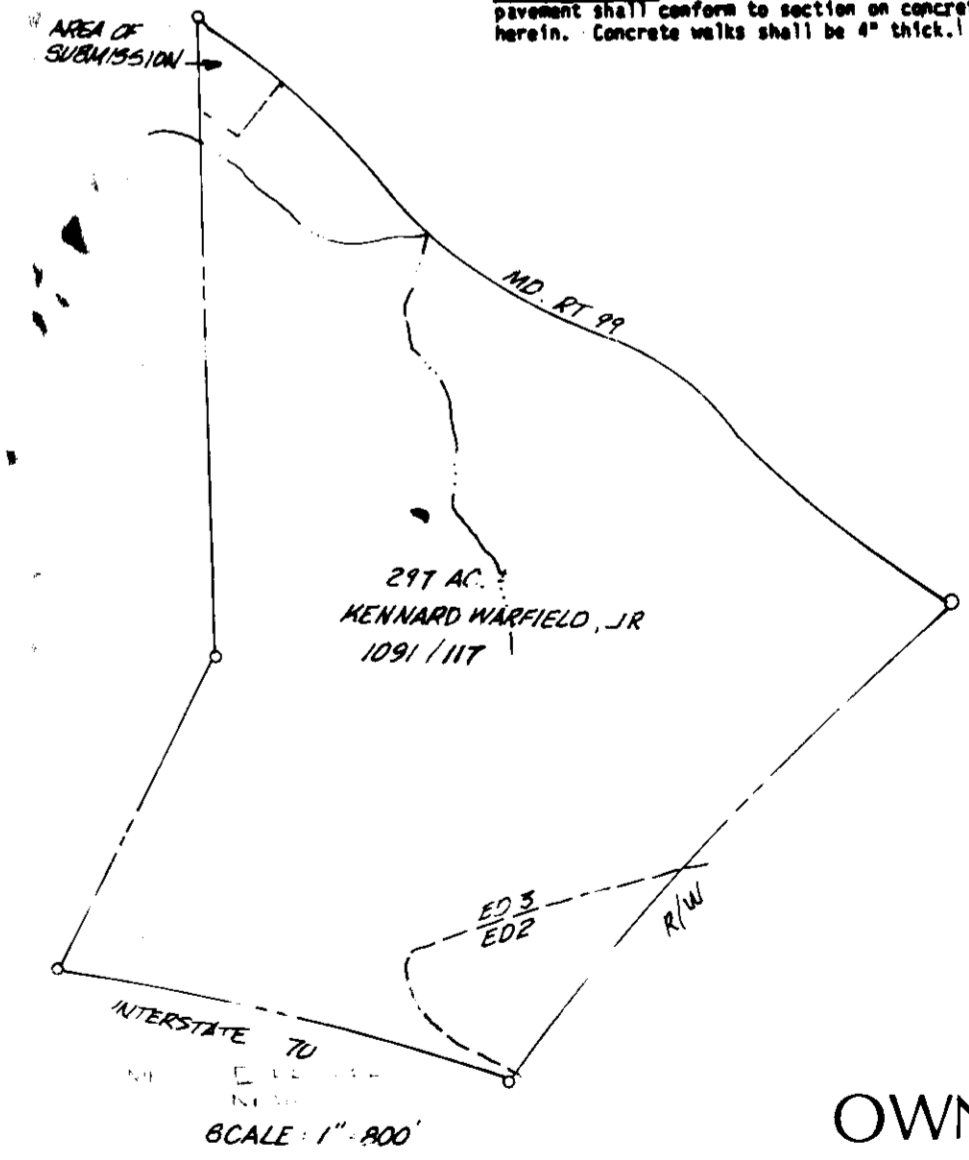 pavement shall conform to section on concre
herein. Concrete walks shall be 4" thick.
AREA OF
SUBMISSION
MD. RT 99
297 AC. ±
KENNARD WARFIELD, JR
1091/117
ED 3
ED 2
R/W
INTERSTATE 70
SCALE: 1"=800'
OWN